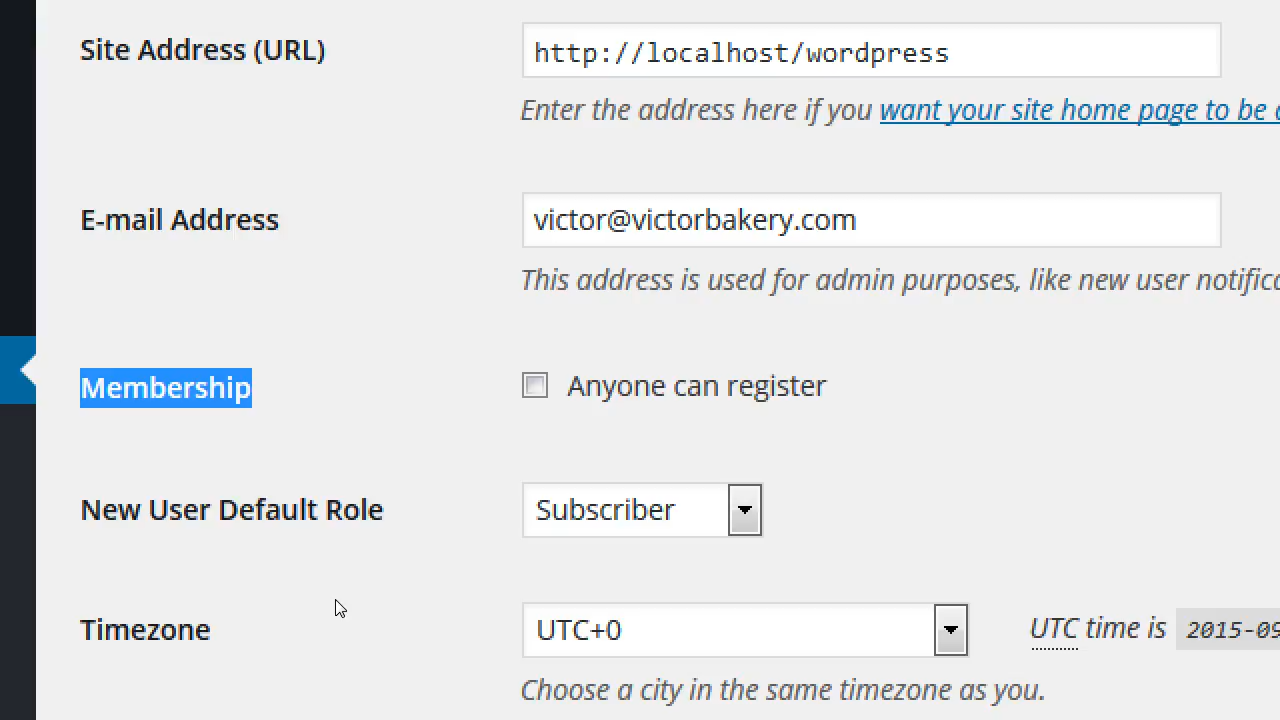 Site Address (URL)
http://localhost/wordpress
Enter the address here if you want your site home page to be
E-mail Address
victor@victorbakery.com
This address is used for admin purposes, like new user
Membership
Anyone can register
New User Default Role
Subscriber
Timezone
UTC+0
UTC time is 2015-09
Choose a city in the same timezone as you.